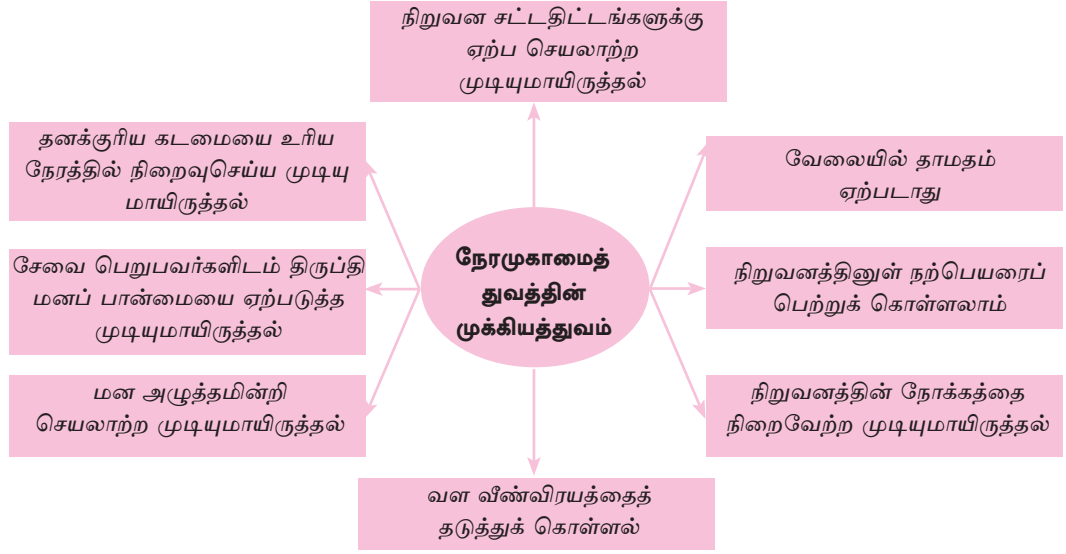 நிறுவன சட்டதிட்டங்களுக்கு
ஏற்ப செயலாற்ற
முடியுமாயிருத்தல்
தனக்குரிய கடமையை உரிய
நேரத்தில் நிறைவுசெய்ய முடியு
மாயிருத்தல்
வேலையில் தாமதம்
ஏற்படாது
சேவை பெறுபவர்களிடம் திருப்தி
மனப் பான்மையை ஏற்படுத்த
முடியுமாயிருத்தல்
நேரமுகாமைத்
துவத்தின்
முக்கியத்துவம்
நிறுவனத்தினுள் நற்பெயரைப்
பெற்றுக் கொள்ளலாம்
மன அழுத்தமின்றி
செயலாற்ற முடியுமாயிருத்தல்
நிறுவனத்தின் நோக்கத்தை
நிறைவேற்ற முடியுமாயிருத்தல்
வள வீண்விரயத்தைத்
தடுத்துக் கொள்ளல்